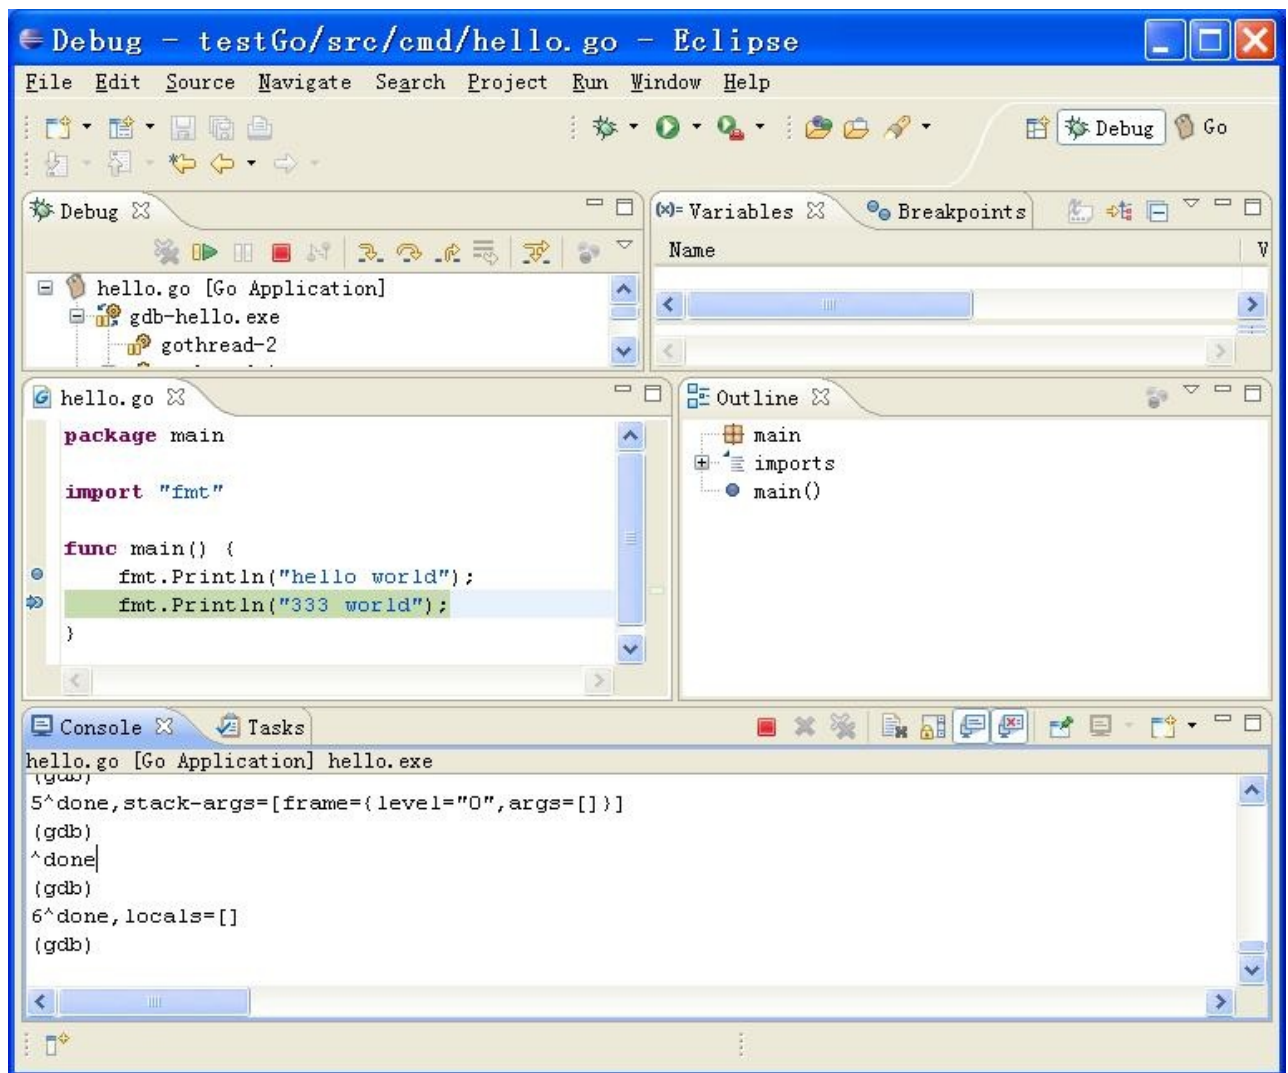 Debug - testGo/src/cmd/hello.go - Eclipse
File Edit Source Navigate Search Project Run Window Help
Debug Go
Debug
(x)= Variables Breakpoints
Name V
hello.go [Go Application]
gdb-hello.exe
gothread-2
hello.go
package main
import "fmt"
func main() {
fmt.Println("hello world");
fmt.Println("333 world");
}
Outline
main
imports
main()
Console Tasks
hello.go [Go Application] hello.exe
(gdb)
5^done,stack-args=[frame={level="0",args=[]}]
(gdb)
^done
(gdb)
6^done,locals=[]
(gdb)